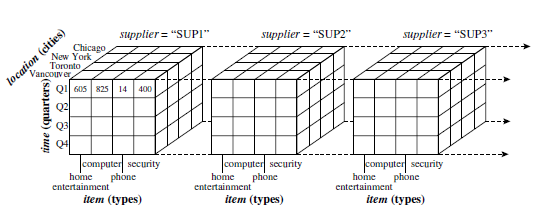 supplier = “SUP1” supplier = “SUP2” supplier = “SUP3”
location (cities)
Chicago
New York
Toronto
Vancouver
time (quarters)
Q1 605 825 14 400
Q2
Q3
Q4
computer security computer security computer security
home phone home phone home phone
entertainment entertainment entertainment
item (types) item (types) item (types)